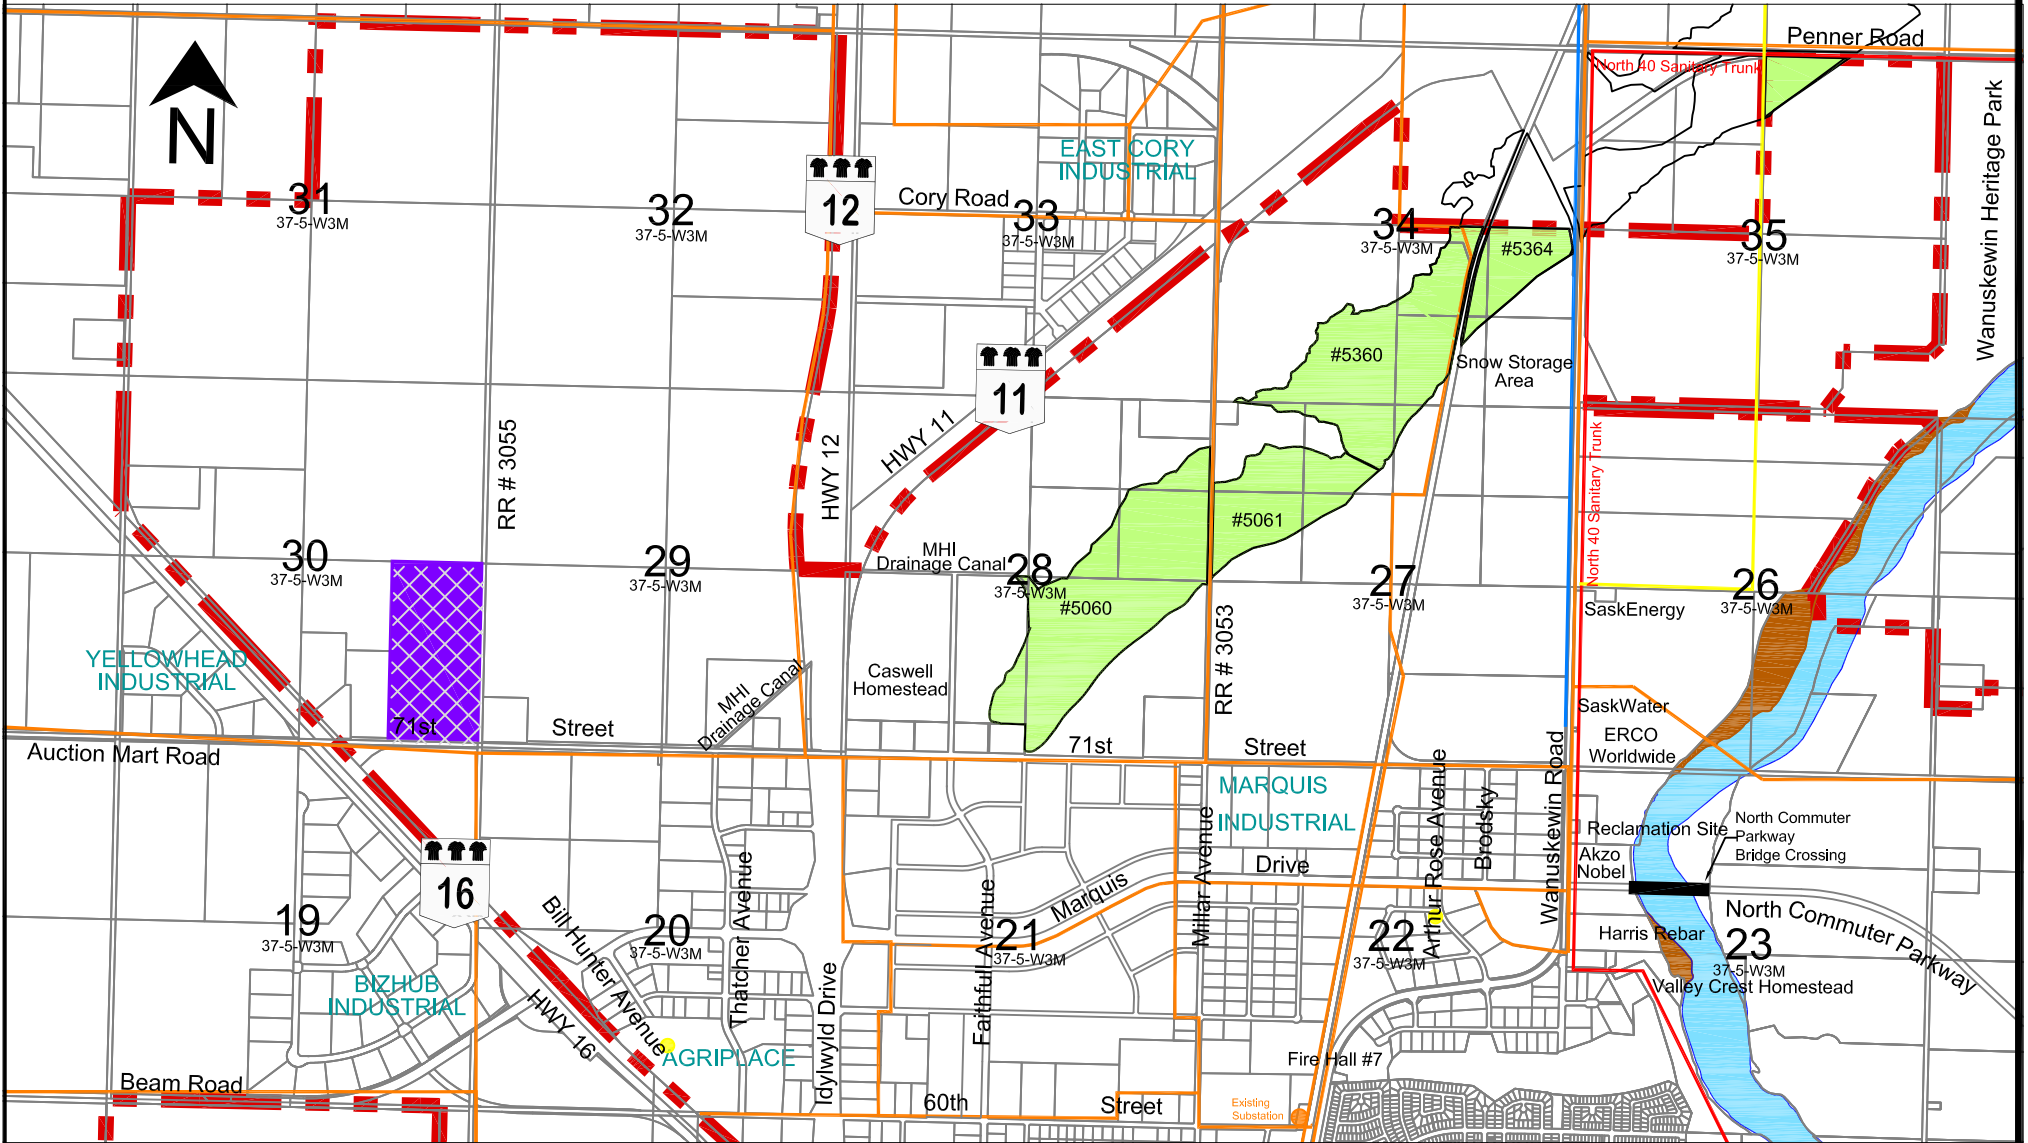 Penner Road
North 40 Sanitary Trunk
Wanuskewin Heritage Park
N
EAST CORY
INDUSTRIAL
31
37-5-W3M
32
37-5-W3M
12
Cory Road
33
37-5-W3M
34
37-5-W3M
#5364
35
37-5-W3M
#5360
Snow Storage
Area
11
HWY 11
HWY 12
RR # 3055
North 40 Sanitary Trunk
#5061
MHI
Drainage Canal
30
37-5-W3M
29
37-5-W3M
28
37-5-W3M
#5060
27
37-5-W3M
26
37-5-W3M
SaskEnergy
RR # 3053
YELLOWHEAD
INDUSTRIAL
MHI
Drainage Canal
Caswell
Homestead
SaskWater
ERCO
Worldwide
71st
Street
71st
Street
Auction Mart Road
MARQUIS
INDUSTRIAL
Arthur Rose Avenue
Brodsky
Wanuskewin Road
Reclamation Site
North Commuter
Parkway
Bridge Crossing
Akzo
Nobel
Millar Avenue
Drive
Marquis
16
Bill Hunter Avenue
Thatcher Avenue
Faithfull Avenue
North Commuter Parkway
19
37-5-W3M
20
37-5-W3M
21
37-5-W3M
22
37-5-W3M
Harris Rebar
23
37-5-W3M
Valley Crest Homestead
BIZHUB
INDUSTRIAL
HWY 16
Idylwyld Drive
AGRIPLACE
Fire Hall #7
Beam Road
60th
Street
Existing
Substation